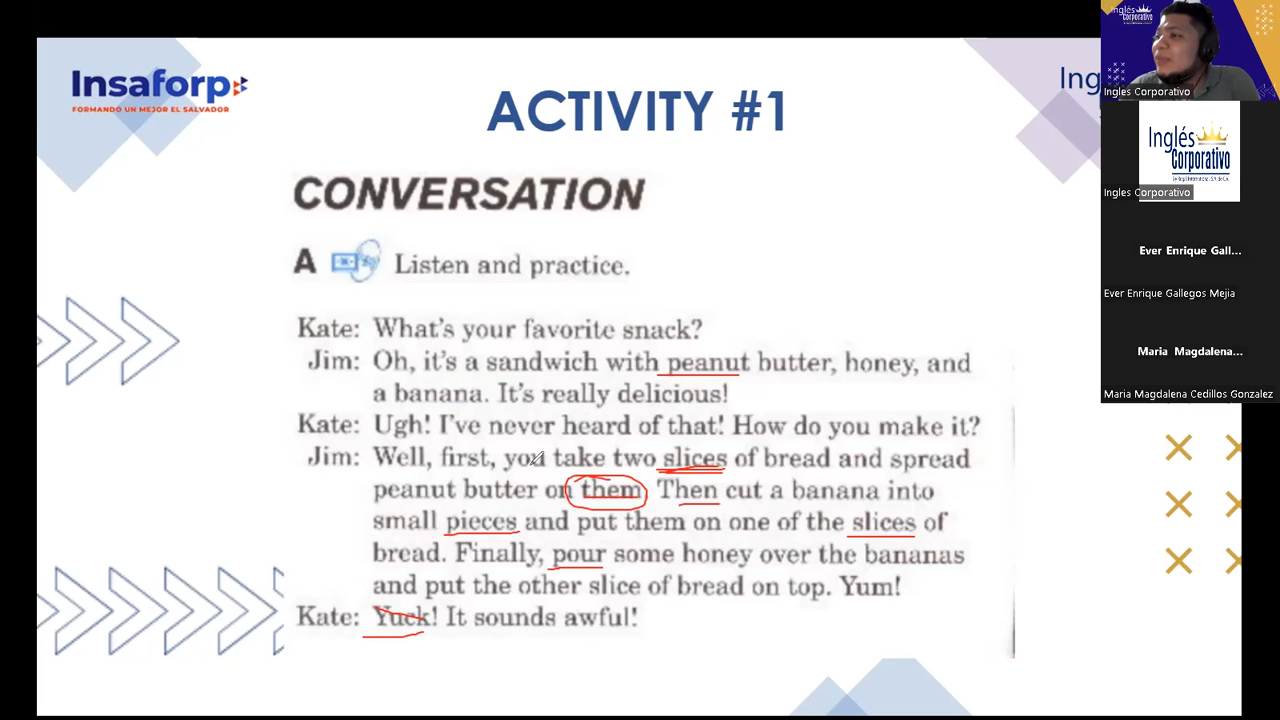 Insaforp
FORMANDO UN MEJOR EL SALVADOR
ACTIVITY #1
Ing
CONVERSATION
A Listen and practice.
Kate: What's your favorite snack?
Jim: Oh, it's a sandwich with peanut butter, honey, and
a banana. It's really delicious!
Kate: Ugh! I've never heard of that! How do you make it?
Jim: Well, first, you take two slices of bread and spread
peanut butter on them. Then cut a banana into
small pieces and put them on one of the slices of
bread. Finally, pour some honey over the bananas
and put the other slice of bread on top. Yum!
Kate: Yuck! It sounds awful!
Inglés
Corporativo
Ingles Corporativo
Inglés
Corporativo
Ingles Corporativo
Ever Enrique Gall...
Ever Enrique Gallegos Mejia
Maria Magdalena...
Maria Magdalena Cedillos Gonzalez